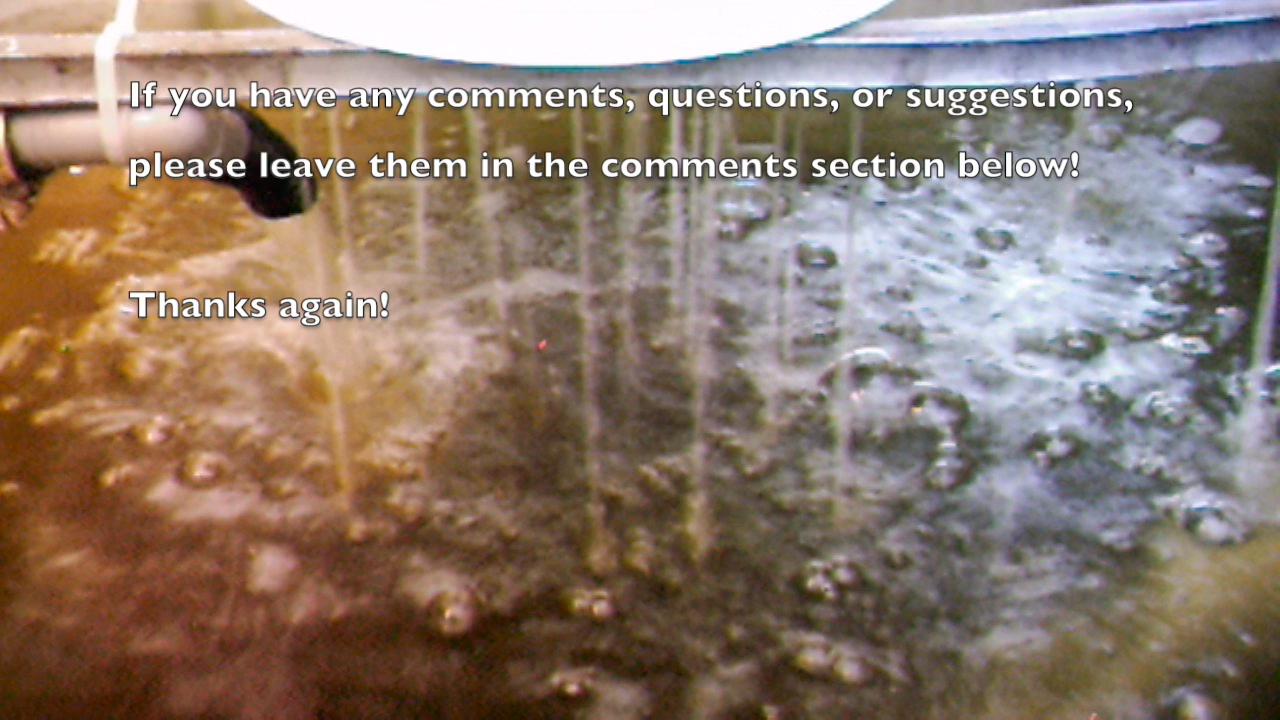 If you have any comments, questions, or suggestions,
please leave them in the comments section below!
Thanks again!